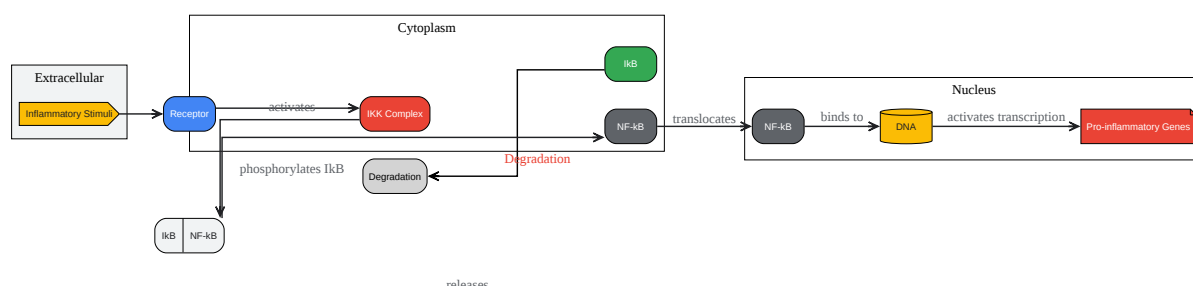 Cytoplasm
Extracellular
Inflammatory Stimuli
Receptor
activates
IKK Complex
IkB
NF-kB
translocates
Nucleus
NF-kB
binds to
DNA
activates transcription
Pro-inflammatory Genes
Degradation
phosphorylates IkB
Degradation
IkB
NF-kB
releases